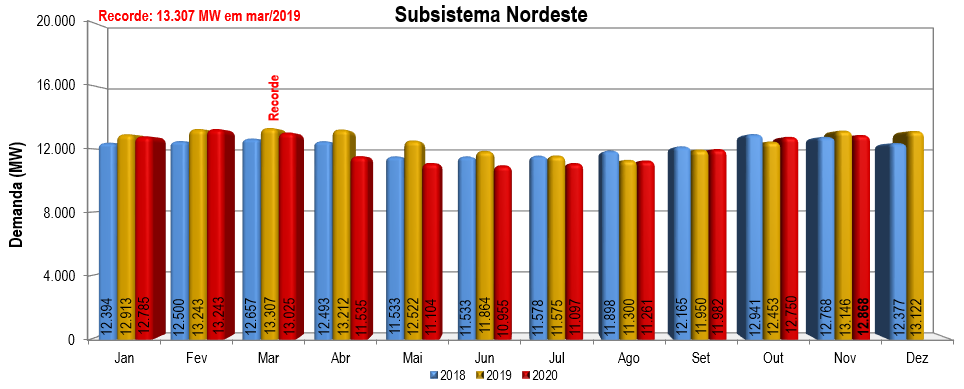 Subsistema Nordeste
Recorde: 13.307 MW em mar/2019
Recorde
Demanda (MW)
20.000
16.000
12.000
8.000
4.000
0
12.394 12.913 12.785
12.500 13.243 13.243
12.657 13.307 13.025
12.493 13.212 11.535
11.533 12.522 11.104
11.533 11.864 10.955
11.578 11.575 11.097
11.898 11.300 11.261
12.165 11.950 11.982
12.941 12.453 12.750
12.768 13.146 12.868
12.377 13.122
Jan Fev Mar Abr Mai Jun Jul Ago Set Out Nov Dez
2018 2019 2020